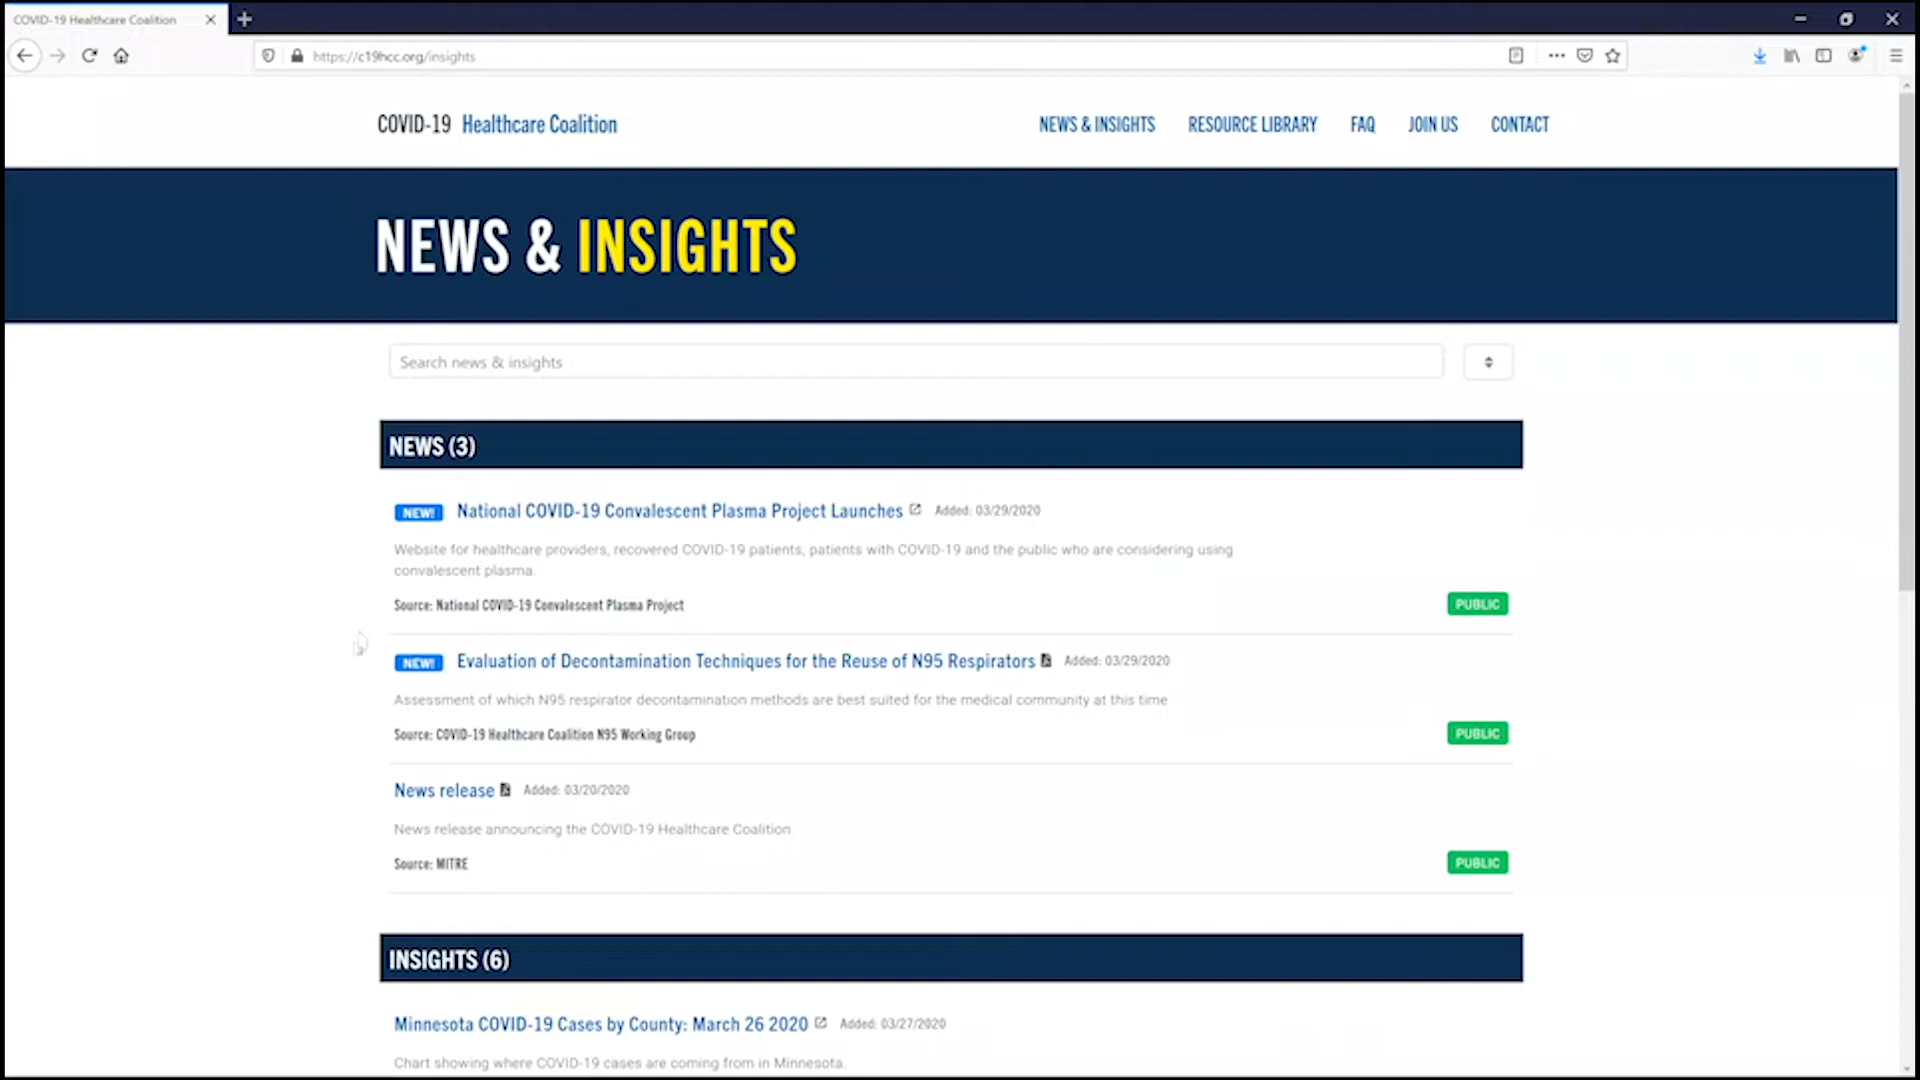 COVID-19 Healthcare Coalition
https://c19hcc.org/insights
COVID-19 Healthcare Coalition
NEWS & INSIGHTS RESOURCE LIBRARY FAQ JOIN US CONTACT
NEWS & INSIGHTS
Search news & insights
NEWS (3)
NEW! National COVID-19 Convalescent Plasma Project Launches Added: 03/29/2020
Website for healthcare providers, recovered COVID-19 patients, patients with COVID-19 and the public who are considering using
convalescent plasma.
Source: National COVID-19 Convalescent Plasma Project
PUBLIC
NEW! Evaluation of Decontamination Techniques for the Reuse of N95 Respirators Added: 03/29/2020
Assessment of which N95 respirator decontamination methods are best suited for the medical community at this time
Source: COVID-19 Healthcare Coalition N95 Working Group
PUBLIC
News release Added: 03/20/2020
News release announcing the COVID-19 Healthcare Coalition
Source: MITRE
PUBLIC
INSIGHTS (6)
Minnesota COVID-19 Cases by County: March 26 2020 Added: 03/27/2020
Chart showing where COVID-19 cases are coming from in Minnesota.